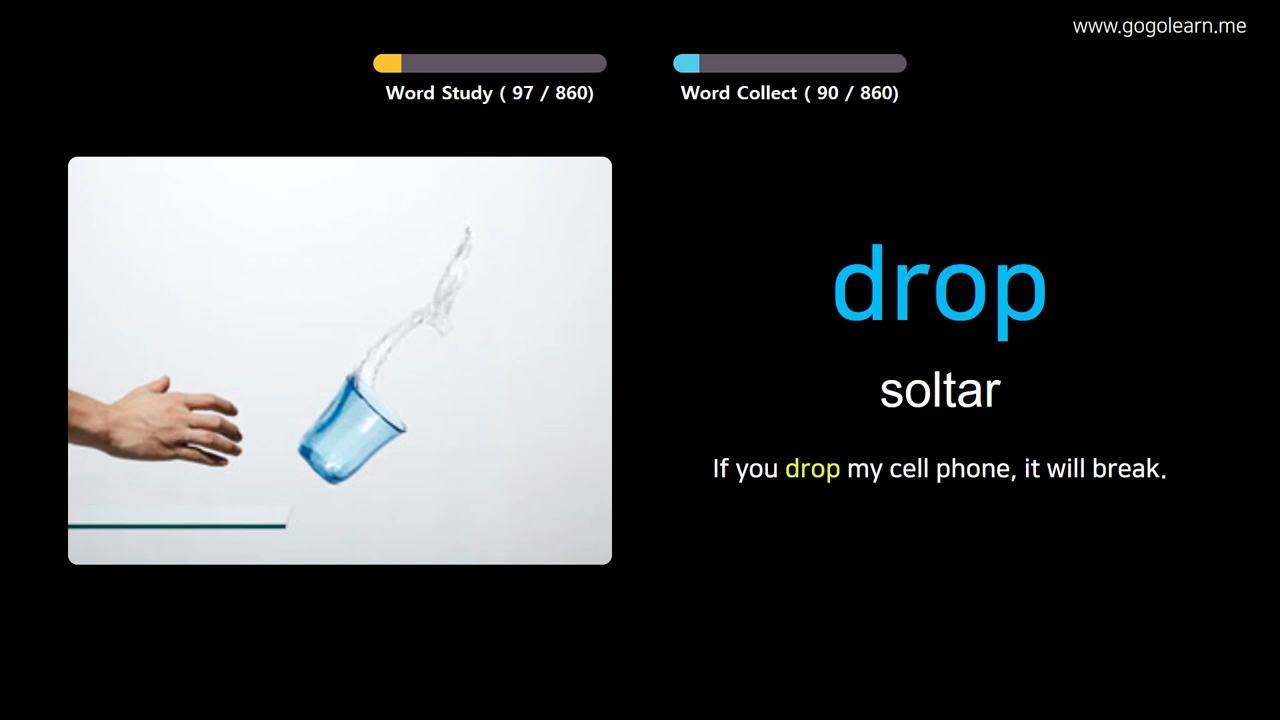 www.gogolearn.me
Word Study ( 97 / 860)
Word Collect ( 90 / 860)
drop
soltar
If you drop my cell phone, it will break.